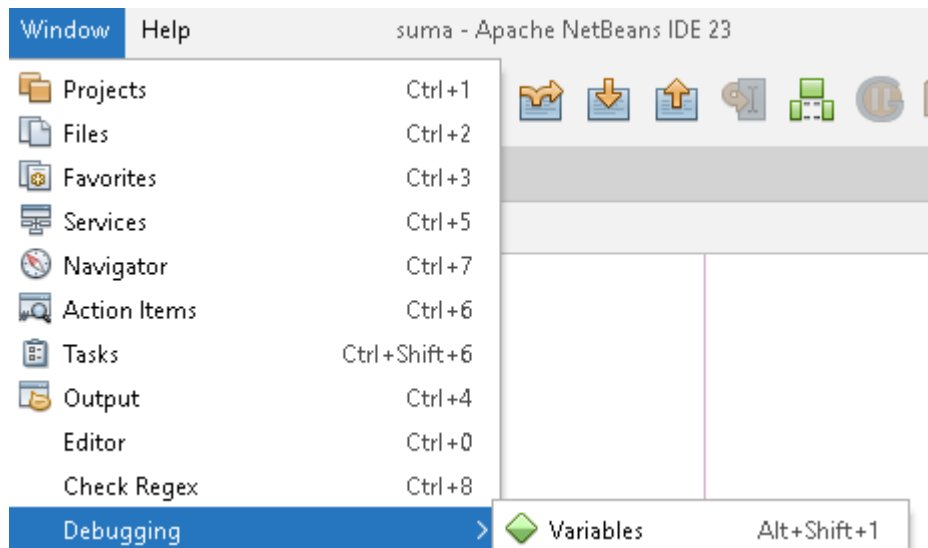 Window Help suma - Apache NetBeans IDE 23
Projects Ctrl+1
Files Ctrl+2
Favorites Ctrl+3
Services Ctrl+5
Navigator Ctrl+7
Action Items Ctrl+6
Tasks Ctrl+Shift+6
Output Ctrl+4
Editor Ctrl+0
Check Regex Ctrl+8
Debugging Variables Alt+Shift+1